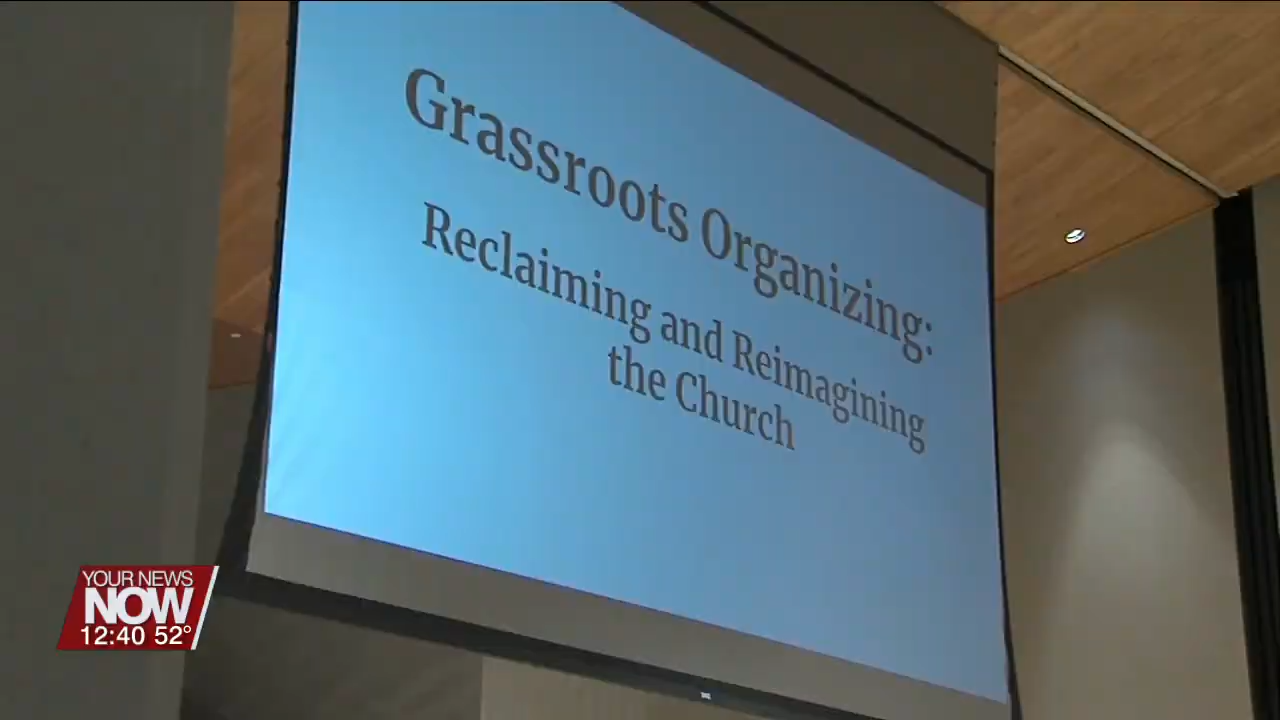 Grassroots Organizing:
Reclaiming and Reimagining
the Church
YOUR NEWS
NOW
12:40 52°